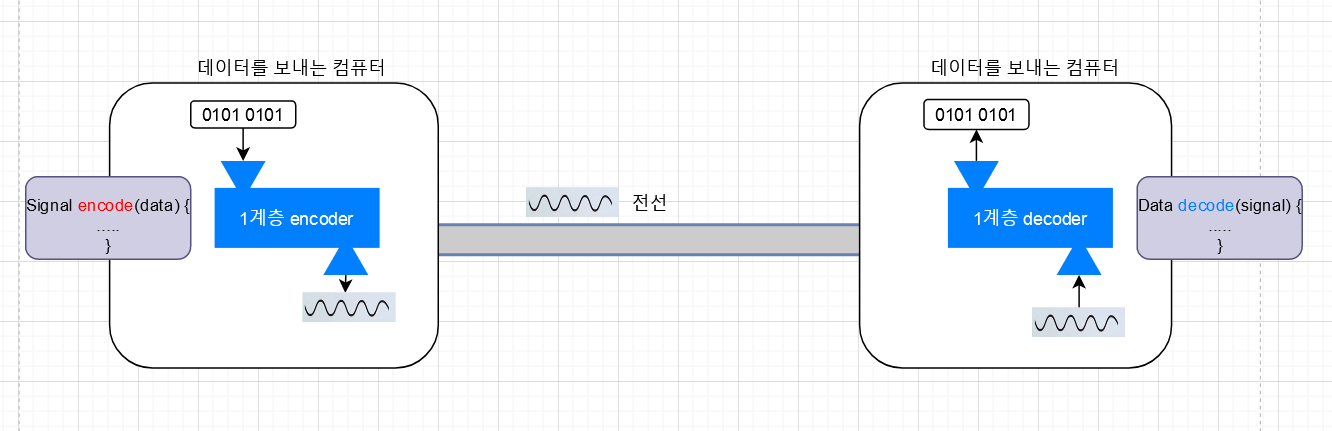 데이터를 보내는 컴퓨터
0101 0101
Signal encode(data) {
.....
}
1계층 encoder
전선
데이터를 보내는 컴퓨터
0101 0101
1계층 decoder
Data decode(signal) {
.....
}